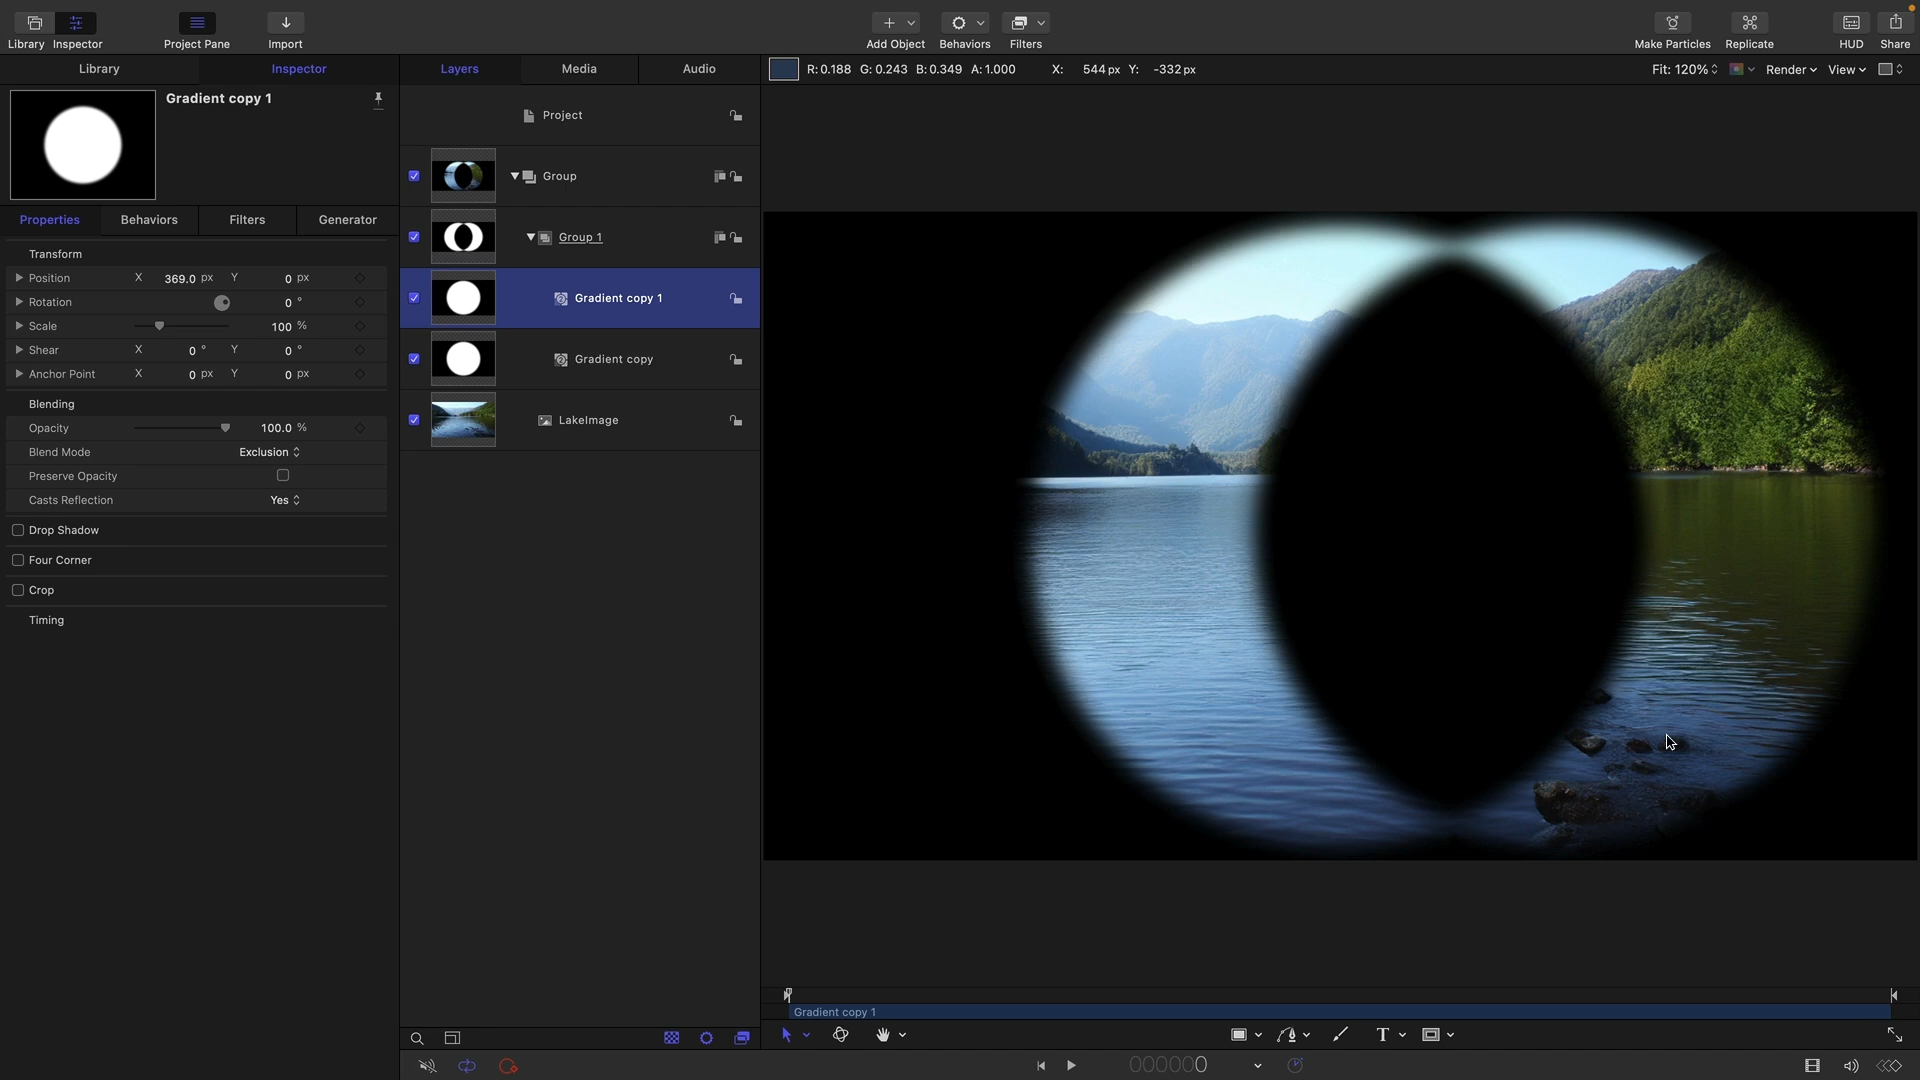 Library Inspector Project Pane Import Add Object Behaviors Filters Make Particles Replicate HUD Share
Library Inspector Layers Media Audio R:0.188 G:0.243 B:0.349 A:1.000 X: 544 px Y: -332 px Fit: 120% Render View
Gradient copy 1
Project
Group
Properties Behaviors Filters Generator
Group 1
Transform
Position X 369.0 px Y 0 px
Rotation 0 °
Gradient copy 1
Scale 100 %
Shear X 0 ° Y 0 °
Gradient copy
Anchor Point X 0 px Y 0 px
Blending
LakeImage
Opacity 100.0 %
Blend Mode Exclusion
Preserve Opacity
Casts Reflection Yes
Drop Shadow
Four Corner
Crop
Timing
Gradient copy 1
T
000000